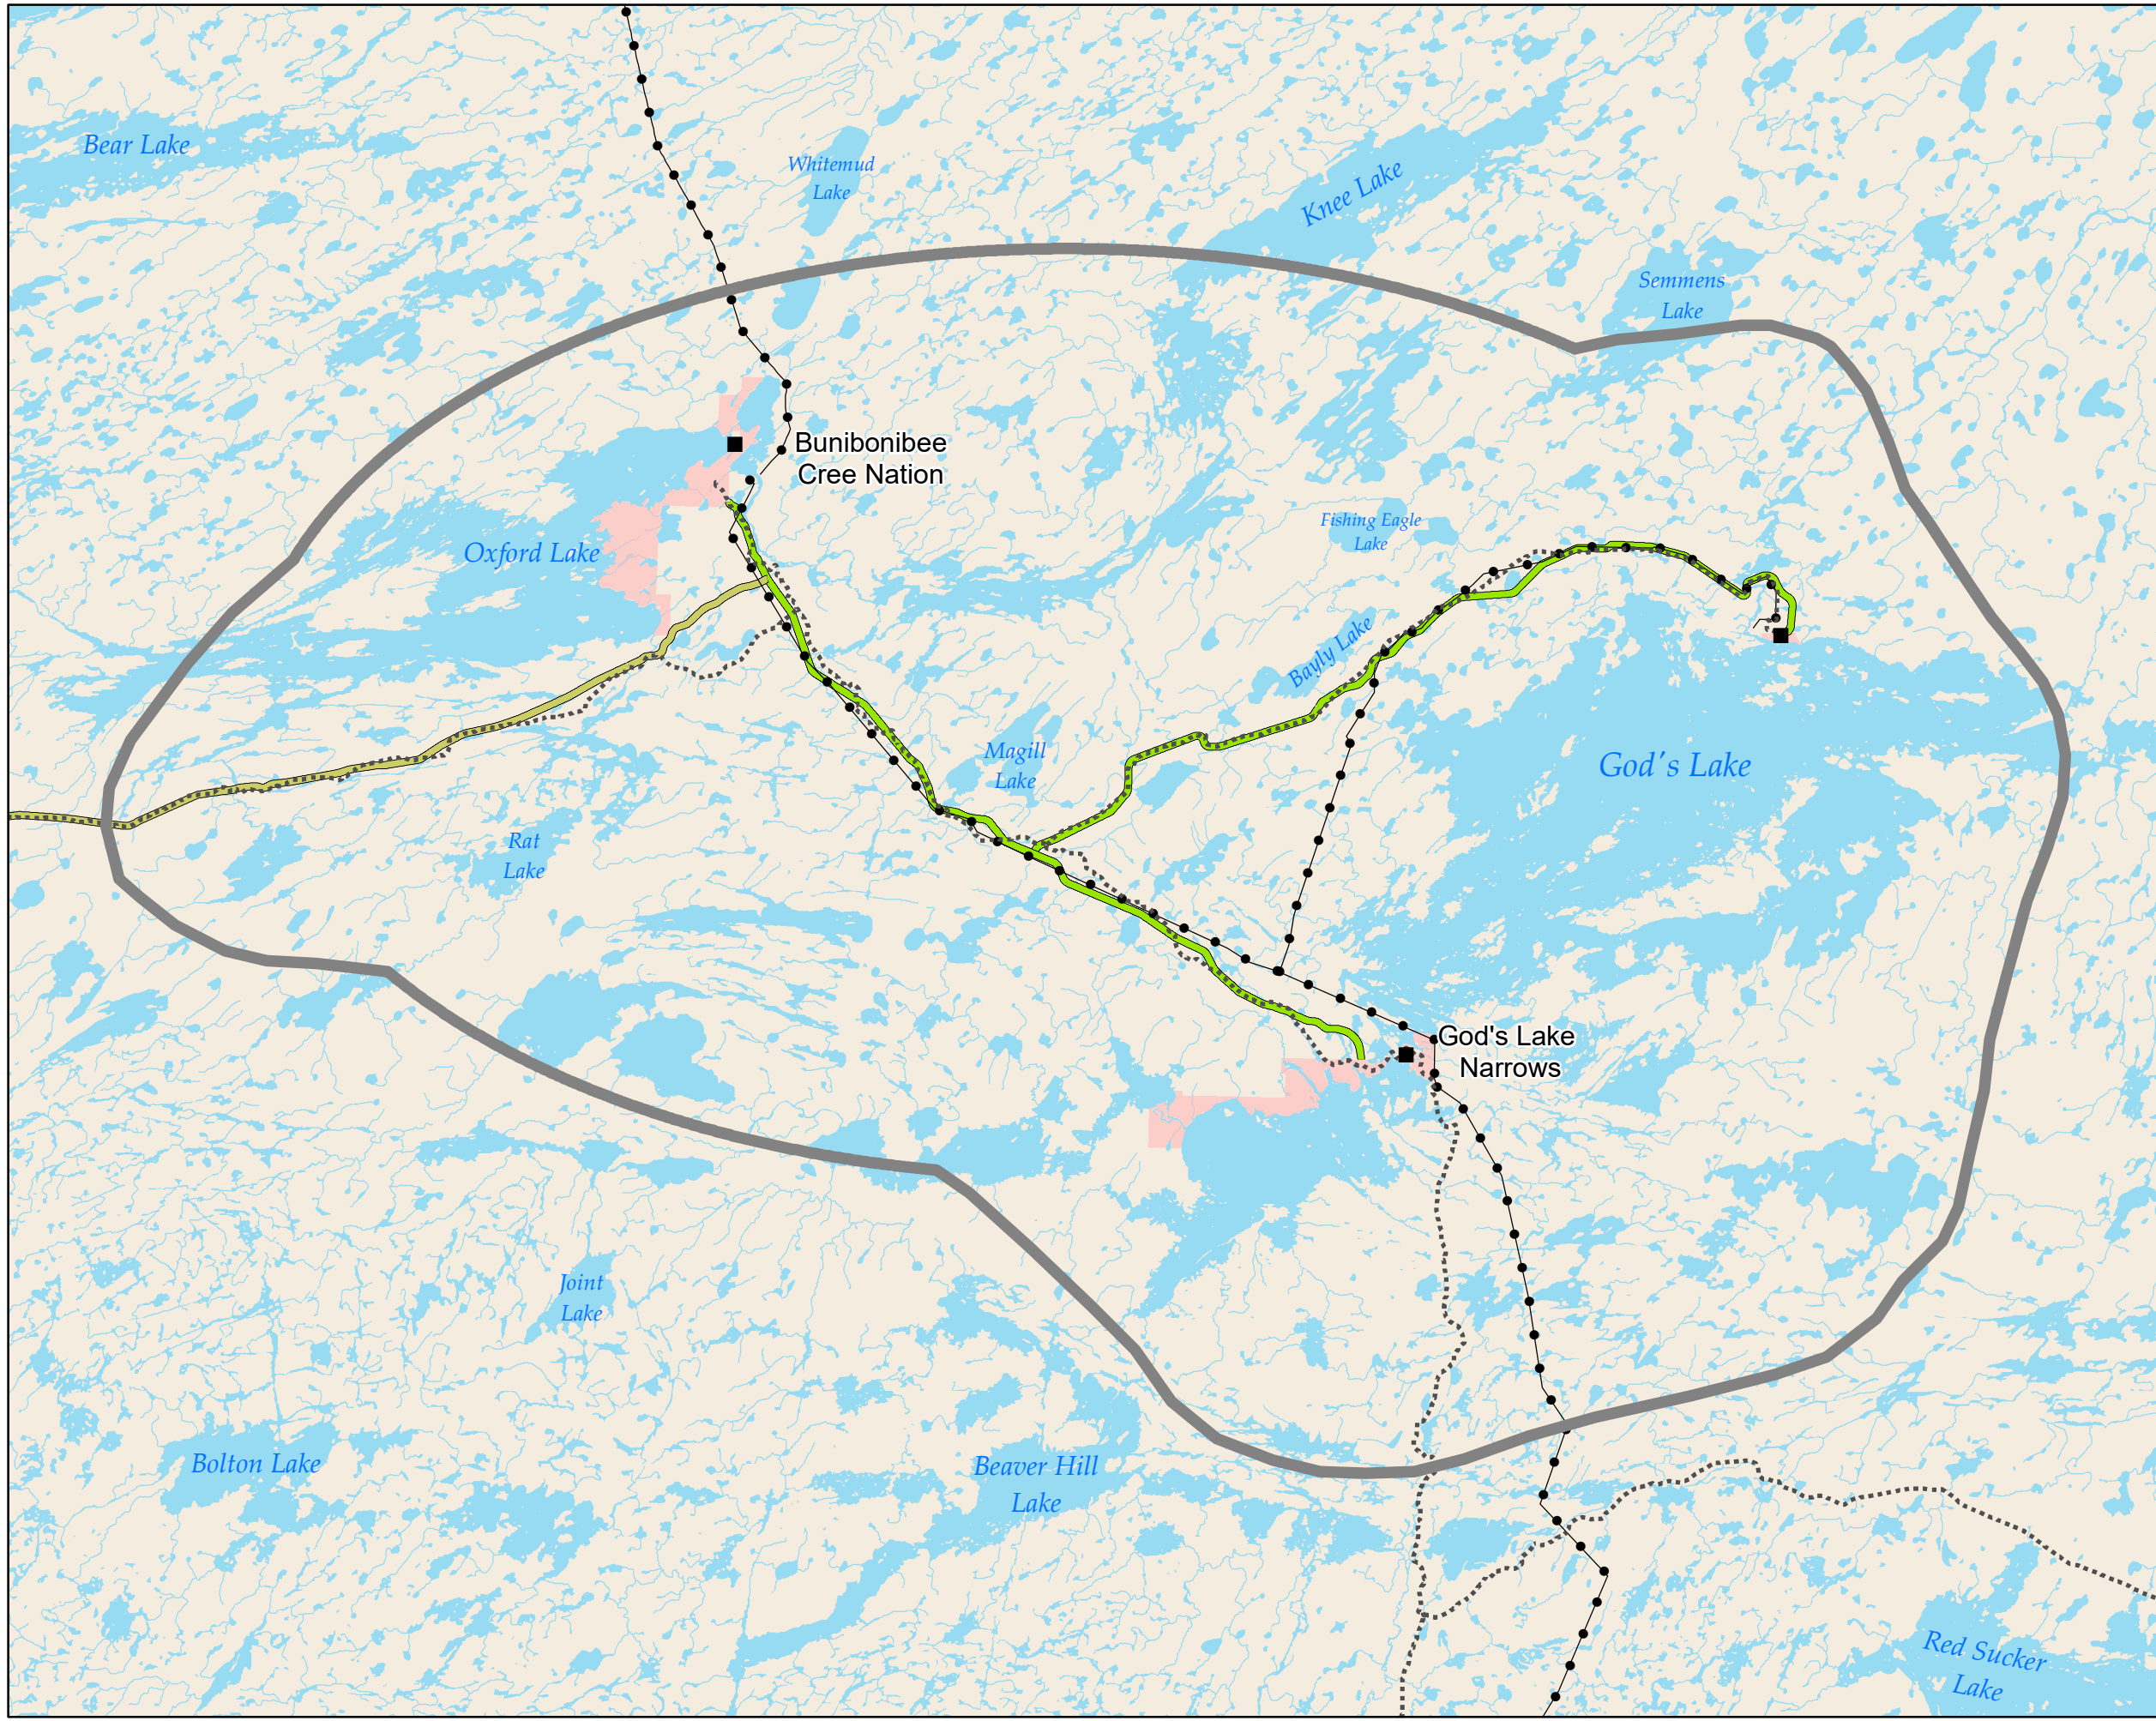 Bear Lake
Whitemud
Lake
Knee Lake
Semmens
Lake
Bunibonibee
Cree Nation
Oxford Lake
Fishing Eagle
Lake
Bayly Lake
Magill
Lake
God's Lake
Rat
Lake
God's Lake
Narrows
Joint
Lake
Bolton Lake
Beaver Hill
Lake
Red Sucker
Lake